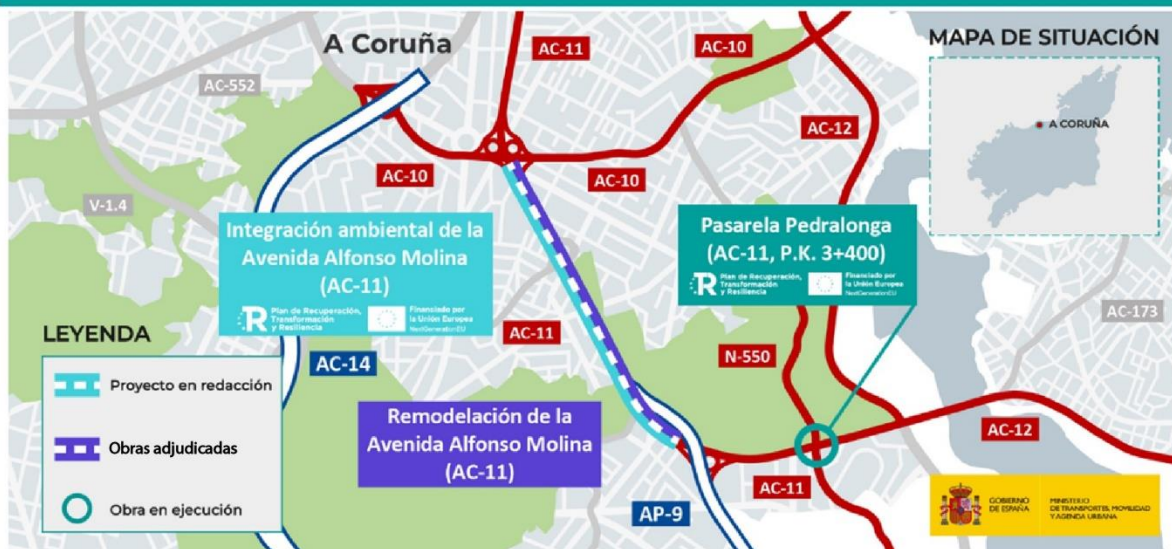 A Coruña
AC-11
AC-10
MAPA DE SITUACIÓN
AC-552
A CORUÑA
AC-12
AC-10
AC-10
V-1.4
Integración ambiental de la
Avenida Alfonso Molina
(AC-11)
Plan de Recuperación,
Transformación
y Resiliencia
Financiado por
la Unión Europea
NextGenerationEU
Pasarela Pedralonga
(AC-11, P.K. 3+400)
Plan de Recuperación,
Transformación
y Resiliencia
Financiado por
la Unión Europea
NextGenerationEU
AC-173
LEYENDA
AC-11
N-550
AC-14
Proyecto en redacción
Obras adjudicadas
Obra en ejecución
Remodelación de la
Avenida Alfonso Molina
(AC-11)
AC-12
AC-11
AP-9
GOBIERNO
DE ESPAÑA
MINISTERIO
DE TRANSPORTES, MOVILIDAD
Y AGENDA URBANA